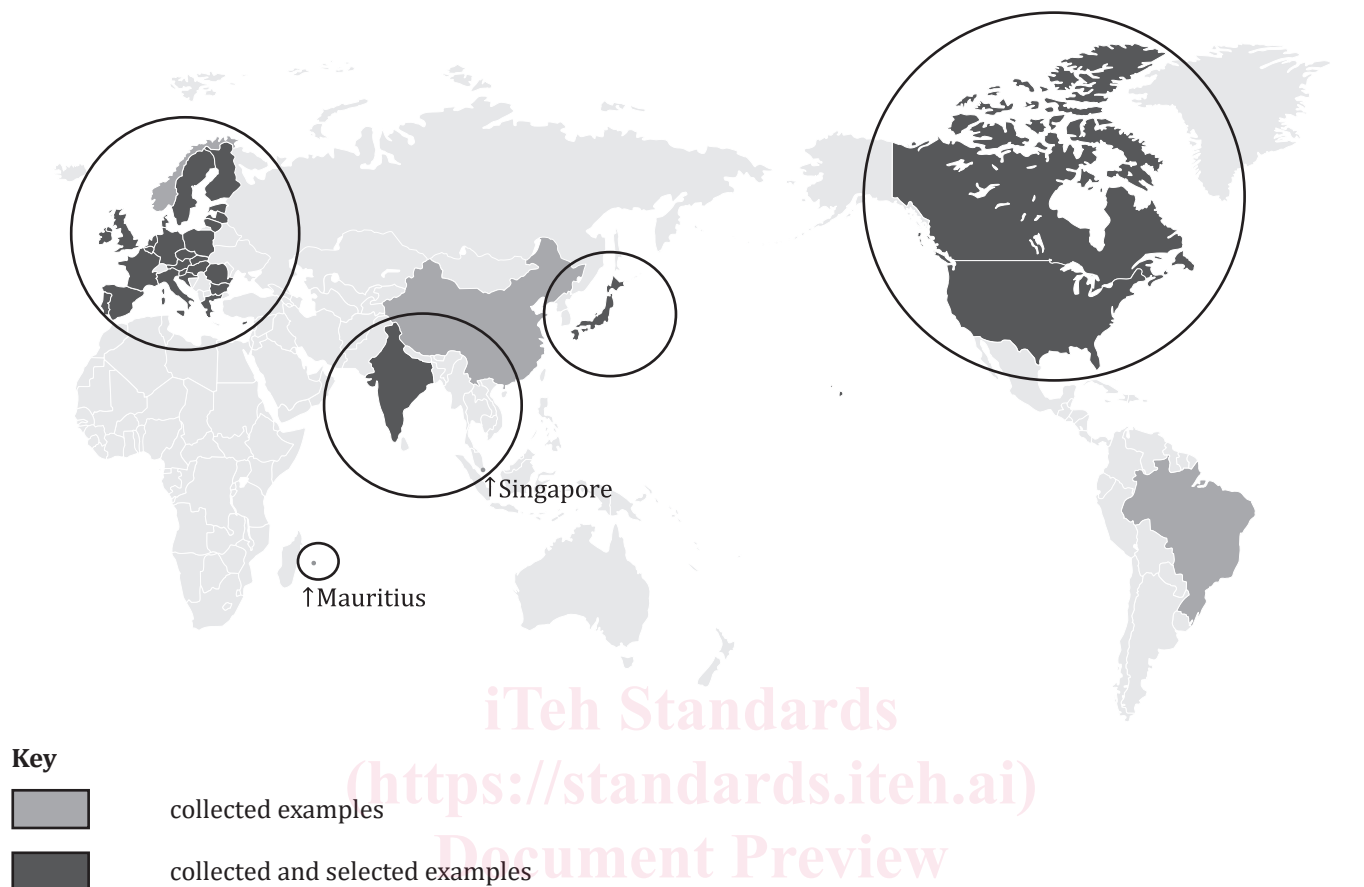 ↑Singapore
↑Mauritius
iTeh Standards
Key
(https://standards.iteh.ai)
collected examples
Document Preview
collected and selected examples